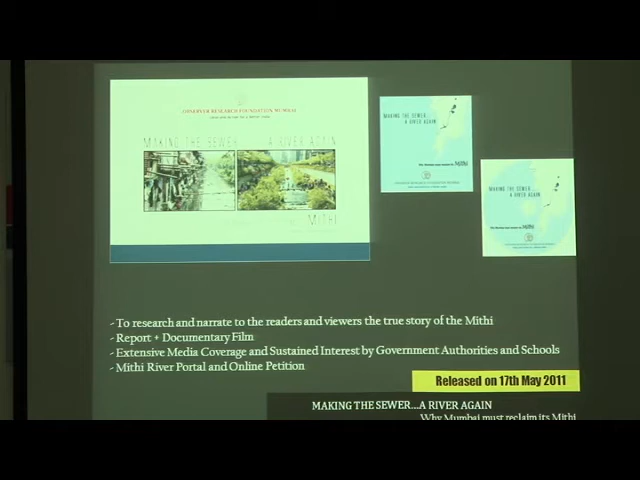 OBSERVER RESEARCH FOUNDATION MUMBAI
MAKING THE SEWER ... A RIVER AGAIN
MITHI
MAKING THE SEWER...
A RIVER AGAIN
MAKING THE SEWER...
A RIVER AGAIN
- To research and narrate to the readers and viewers the true story of the Mithi
- Report + Documentary Film
- Extensive Media Coverage and Sustained Interest by Government Authorities and Schools
- Mithi River Portal and Online Petition
Released on 17th May 2011
MAKING THE SEWER...A RIVER AGAIN
Why Mumbai must reclaim its Mithi